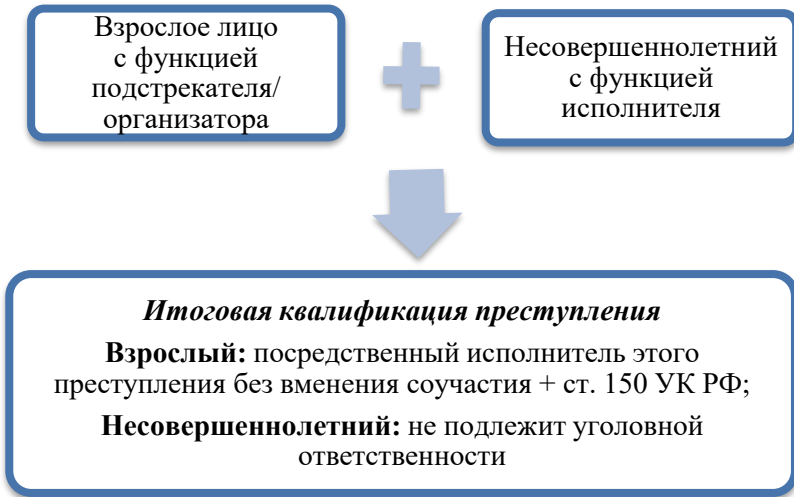 Взрослое лицо
с функцией
подстрекателя/
организатора
Несовершеннолетний
с функцией
исполнителя
Итоговая квалификация преступления
Взрослый: посредственный исполнитель этого
преступления без вменения соучастия + ст. 150 УК РФ;
Несовершеннолетний: не подлежит уголовной
ответственности